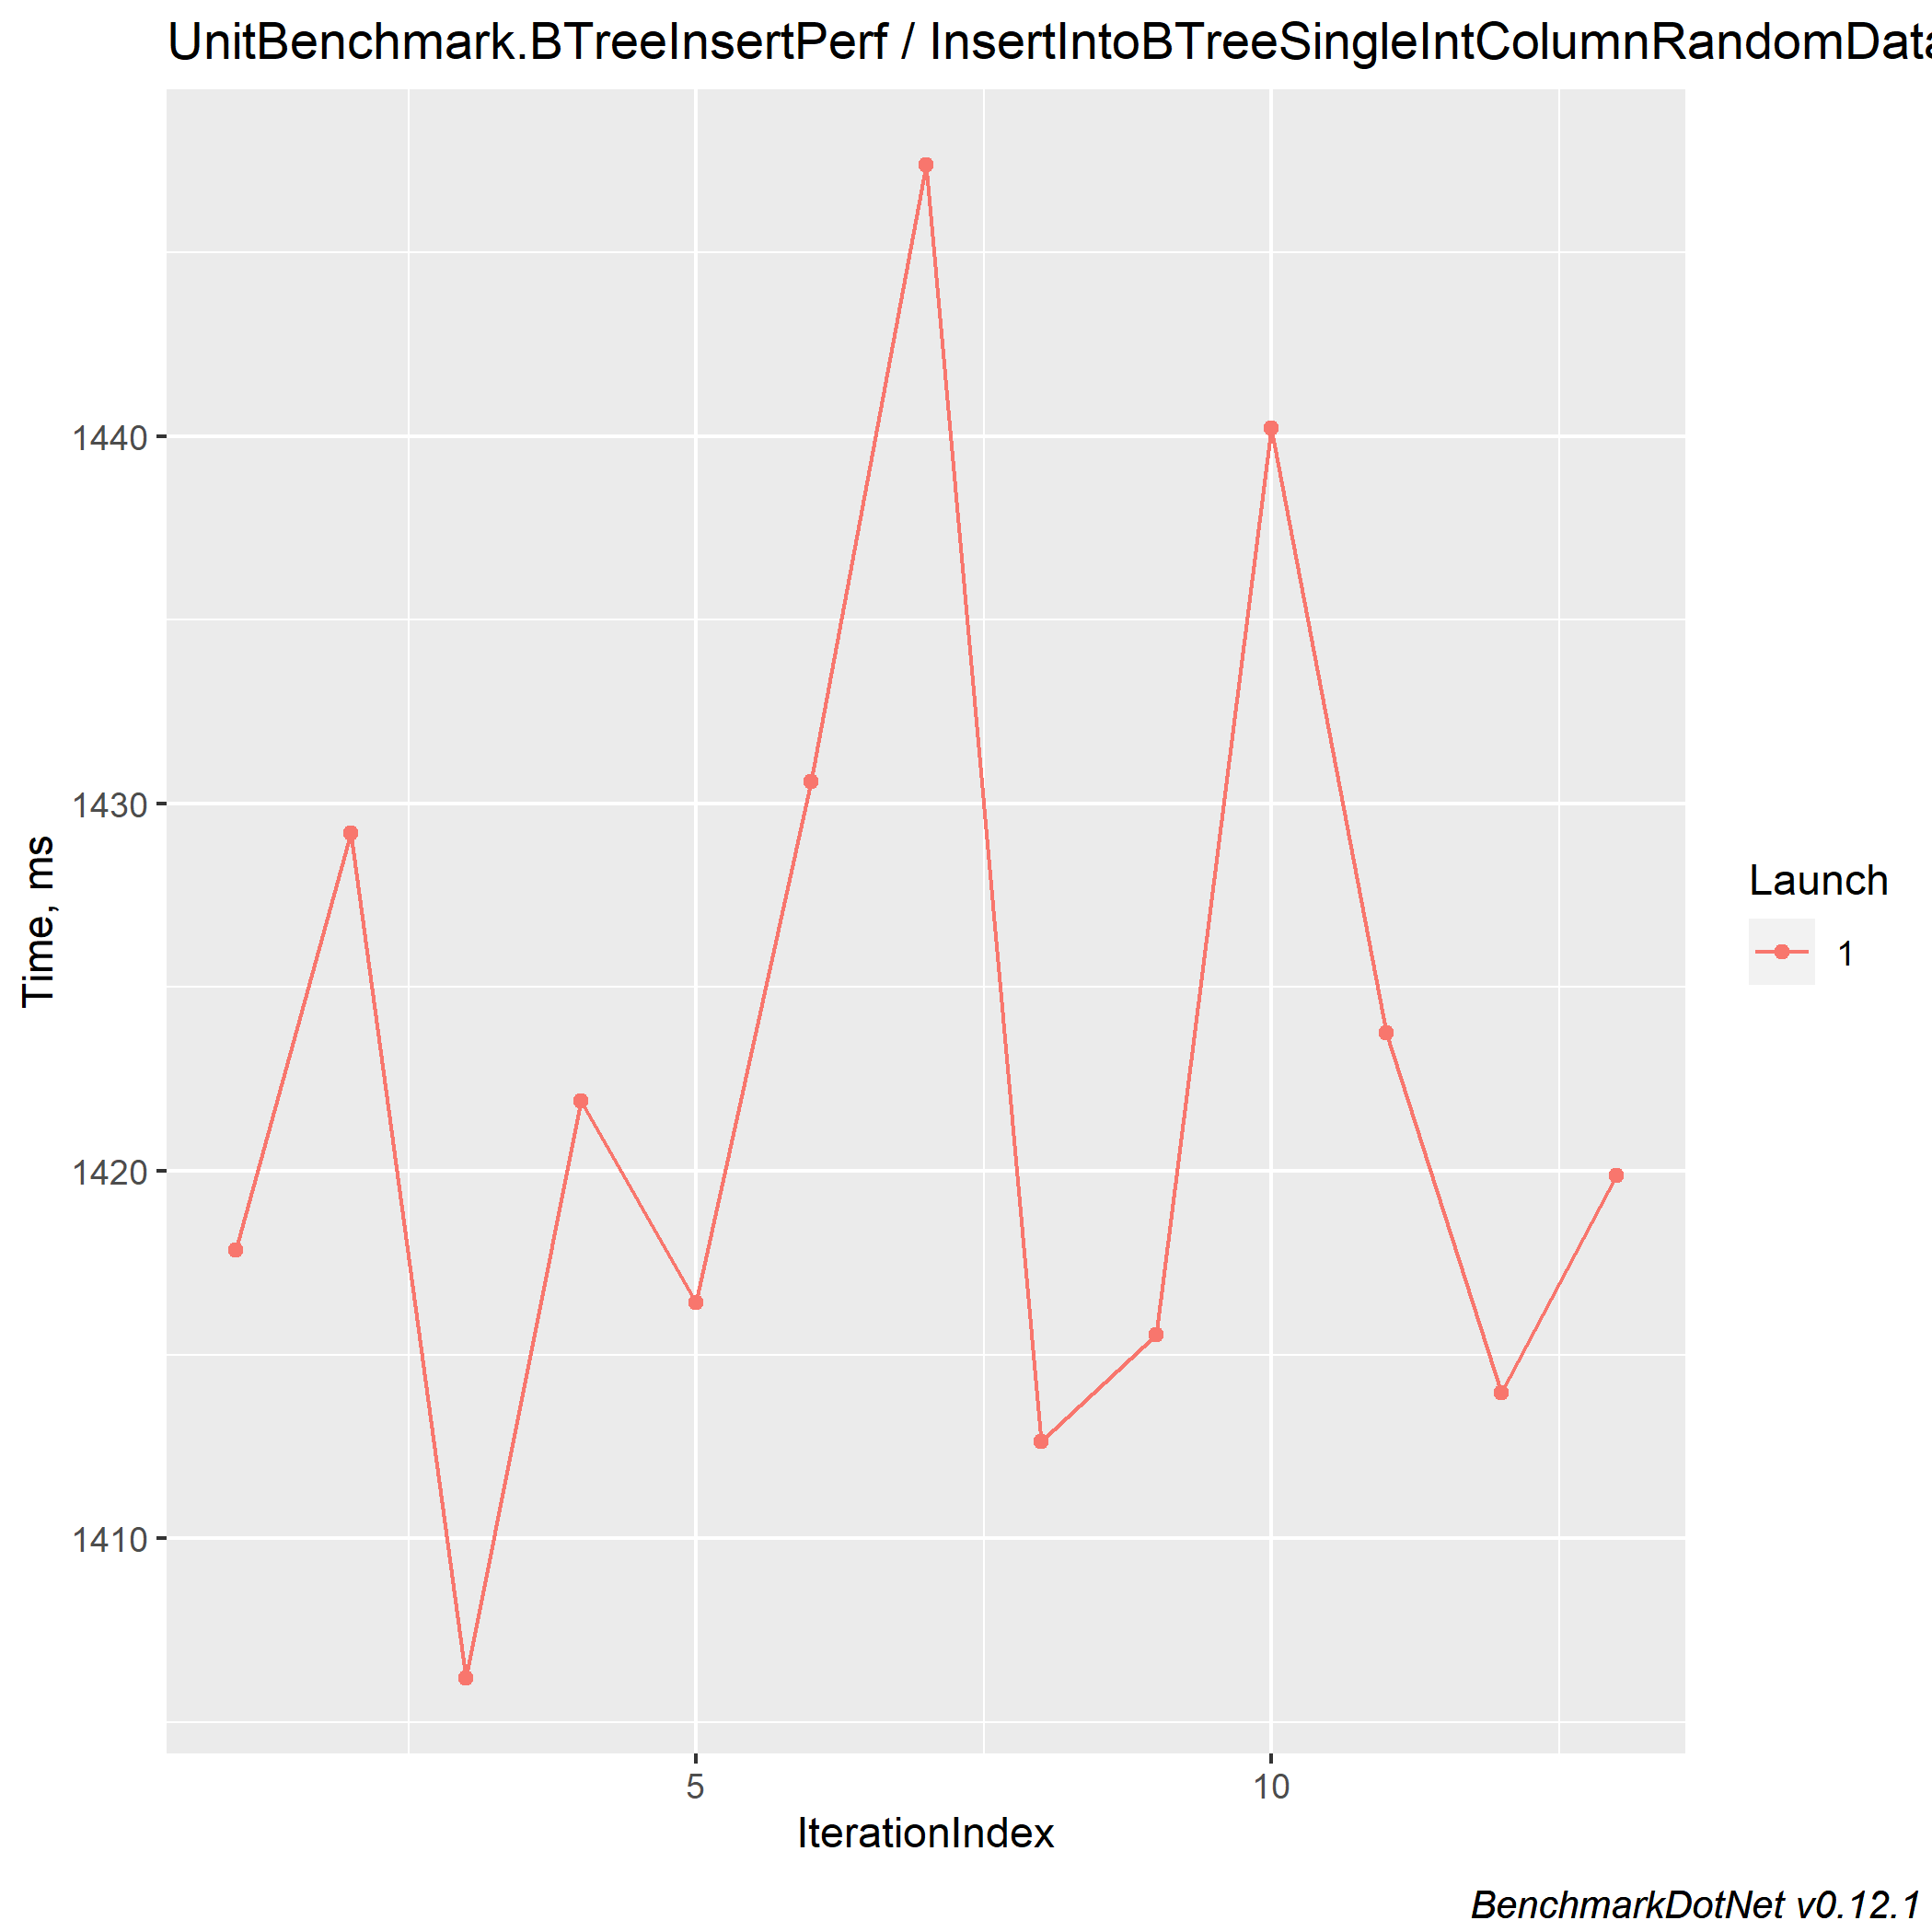 UnitBenchmark.BTreeInsertPerf / InsertIntoBTreeSingleIntColumnRandomData
1440
1430
1420
1410
Time, ms
5
10
IterationIndex
Launch
1
BenchmarkDotNet v0.12.1